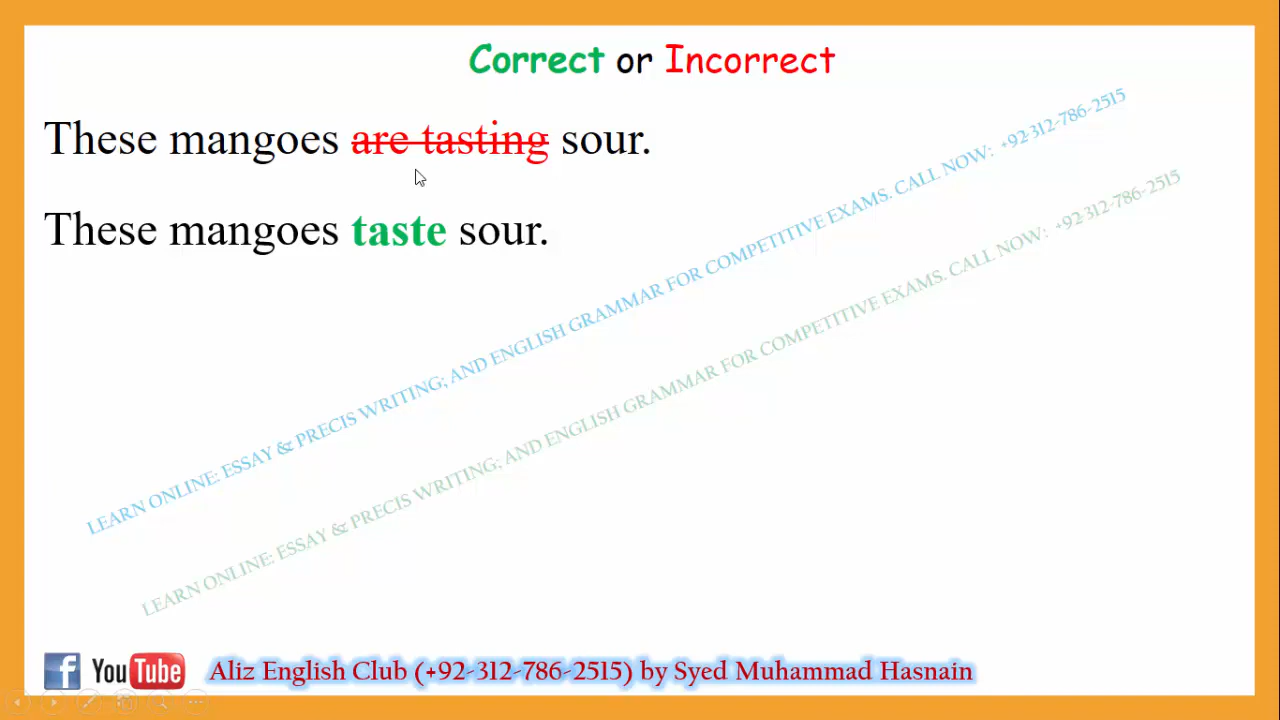 Correct or Incorrect
These mangoes are tasting sour.
These mangoes taste sour.
LEARN ONLINE: ESSAY & PRECIS WRITING; AND ENGLISH GRAMMAR FOR COMPETITIVE EXAMS. CALL NOW: +92-312-786-2515
LEARN ONLINE: ESSAY & PRECIS WRITING; AND ENGLISH GRAMMAR FOR COMPETITIVE EXAMS. CALL NOW: +92-312-786-2515
f YouTube Aliz English Club (+92-312-786-2515) by Syed Muhammad Hasnain